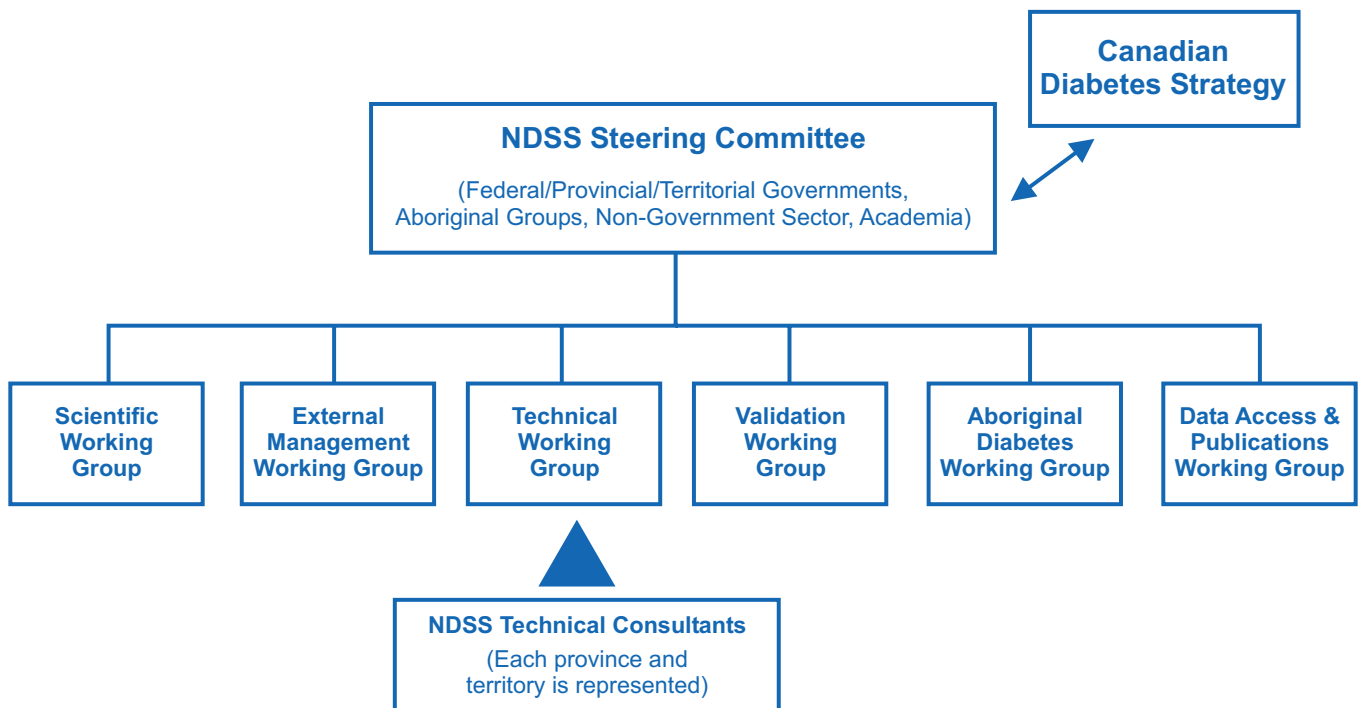 Canadian
Diabetes Strategy
NDSS Steering Committee
(Federal/Provincial/Territorial Governments,
Aboriginal Groups, Non-Government Sector, Academia)
Scientific
Working
Group
External
Management
Working Group
Technical
Working
Group
Validation
Working
Group
Aboriginal
Diabetes
Working Group
Data Access &
Publications
Working Group
NDSS Technical Consultants
(Each province and
territory is represented)